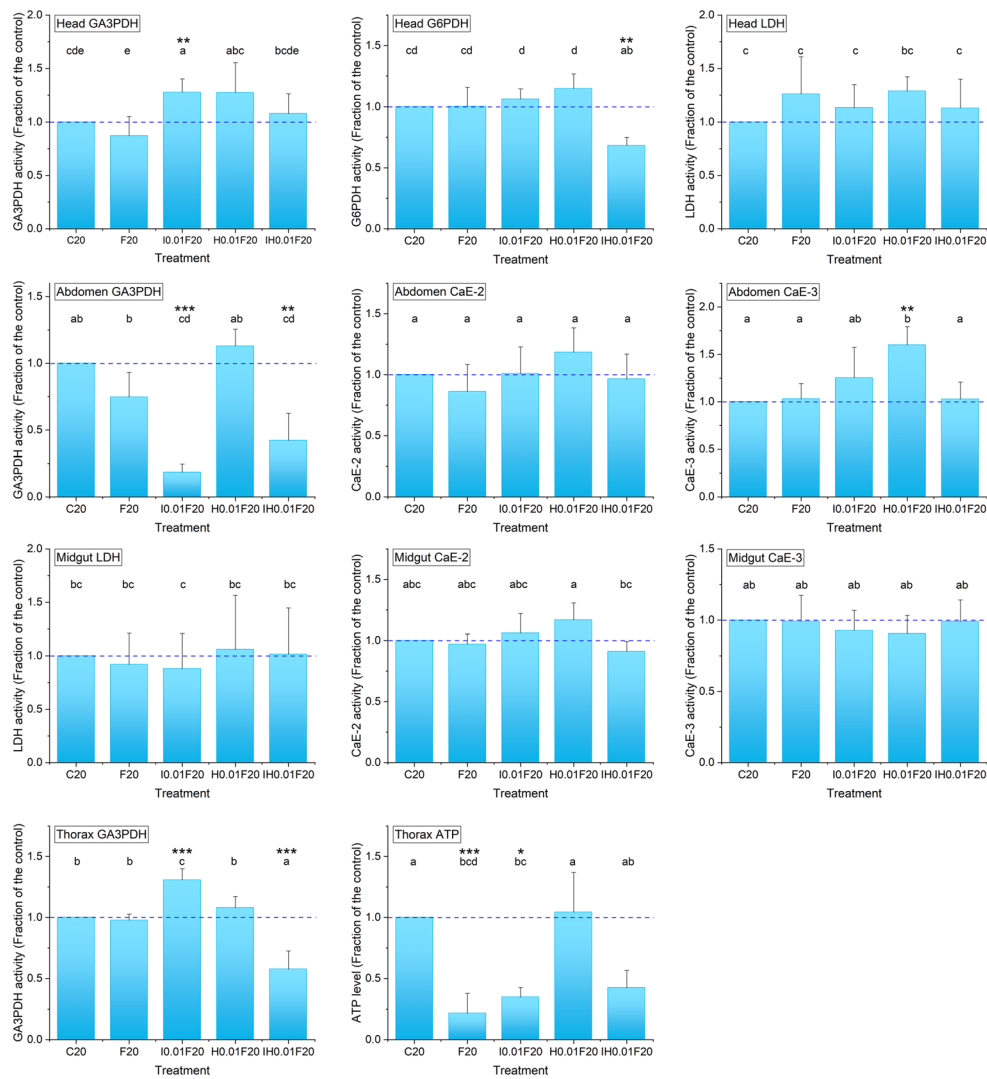 Head GA3PDH
GA3PDH activity (Fraction of the control)
2.0
1.5
1.0
0.5
0.0
**
cde e a abc bcde
C20 F20 I0.01F20 H0.01F20 IH0.01F20
Treatment
Head G6PDH
G6PDH activity (Fraction of the control)
1.5
1.0
0.5
0.0
**
cd cd d d ab
C20 F20 I0.01F20 H0.01F20 IH0.01F20
Treatment
Head LDH
LDH activity (Fraction of the control)
2.0
1.5
1.0
0.5
0.0
c c c bc c
C20 F20 I0.01F20 H0.01F20 IH0.01F20
Treatment
Abdomen GA3PDH
GA3PDH activity (Fraction of the control)
1.5
1.0
0.5
0.0
*** **
ab b cd ab cd
C20 F20 I0.01F20 H0.01F20 IH0.01F20
Treatment
Abdomen CaE-2
CaE-2 activity (Fraction of the control)
1.5
1.0
0.5
0.0
a a a a a
C20 F20 I0.01F20 H0.01F20 IH0.01F20
Treatment
Abdomen CaE-3
CaE-3 activity (Fraction of the control)
2.0
1.5
1.0
0.5
0.0
**
a a ab b a
C20 F20 I0.01F20 H0.01F20 IH0.01F20
Treatment
Midgut LDH
LDH activity (Fraction of the control)
2.0
1.5
1.0
0.5
0.0
bc bc c bc bc
C20 F20 I0.01F20 H0.01F20 IH0.01F20
Treatment
Midgut CaE-2
CaE-2 activity (Fraction of the control)
1.5
1.0
0.5
0.0
abc abc abc a bc
C20 F20 I0.01F20 H0.01F20 IH0.01F20
Treatment
Midgut CaE-3
CaE-3 activity (Fraction of the control)
1.5
1.0
0.5
0.0
ab ab ab ab ab
C20 F20 I0.01F20 H0.01F20 IH0.01F20
Treatment
Thorax GA3PDH
GA3PDH activity (Fraction of the control)
1.5
1.0
0.5
0.0
*** ***
b b c b a
C20 F20 I0.01F20 H0.01F20 IH0.01F20
Treatment
Thorax ATP
ATP level (Fraction of the control)
1.5
1.0
0.5
0.0
*** *
a bcd bc a ab
C20 F20 I0.01F20 H0.01F20 IH0.01F20
Treatment